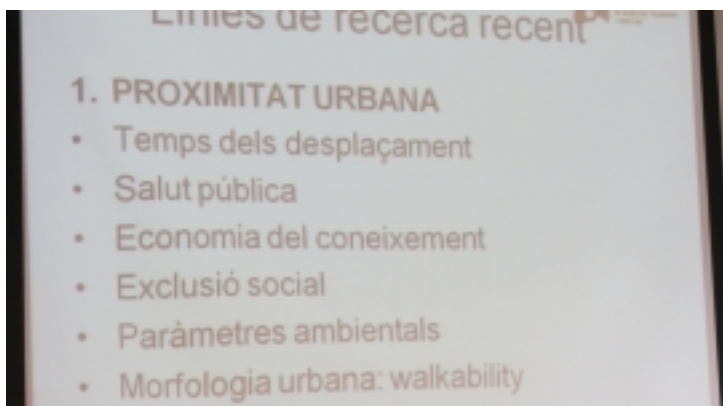 Línies de recerca recent
1. PROXIMITAT URBANA
• Temps dels desplaçament
• Salut pública
• Economia del coneixement
• Exclusió social
• Paràmetres ambientals
• Morfologia urbana: walkability